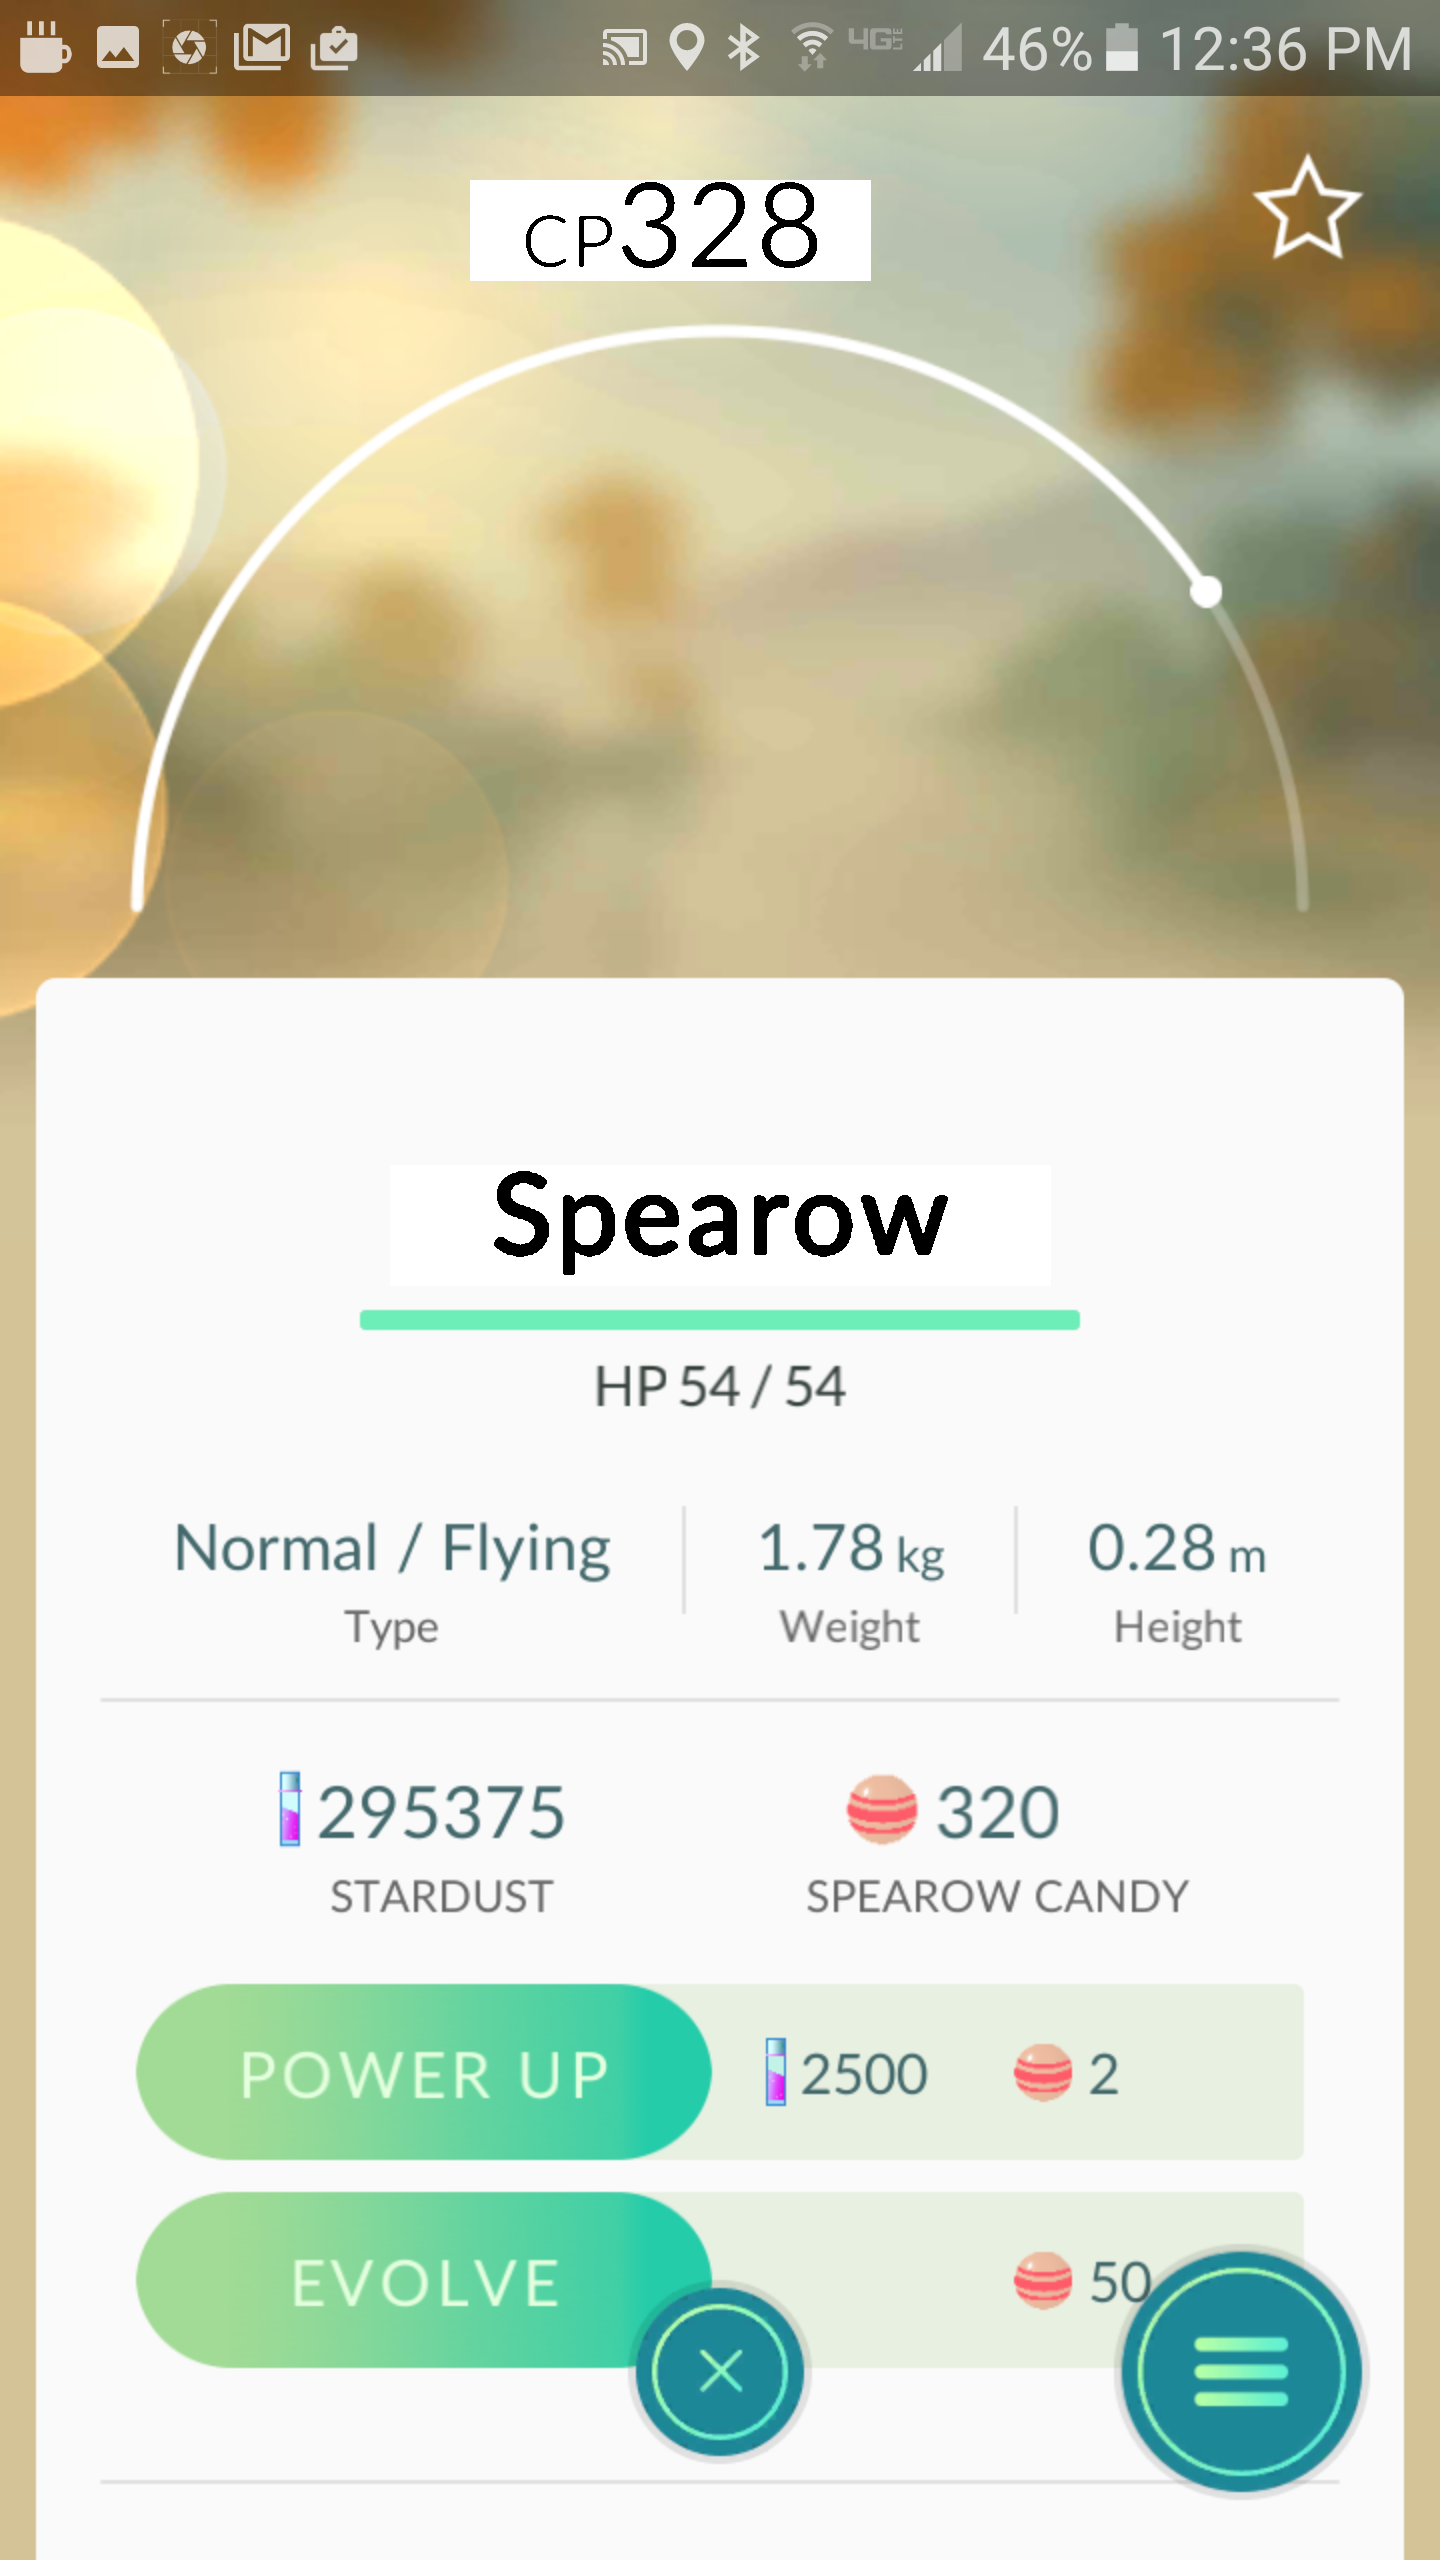 4G LTE 46% 12:36 PM
CP328
Spearow
HP 54 / 54
Normal / Flying 1.78 kg 0.28 m
Type Weight Height
295375 320
STARDUST SPEAROW CANDY
POWER UP 2500 2
EVOLVE 50